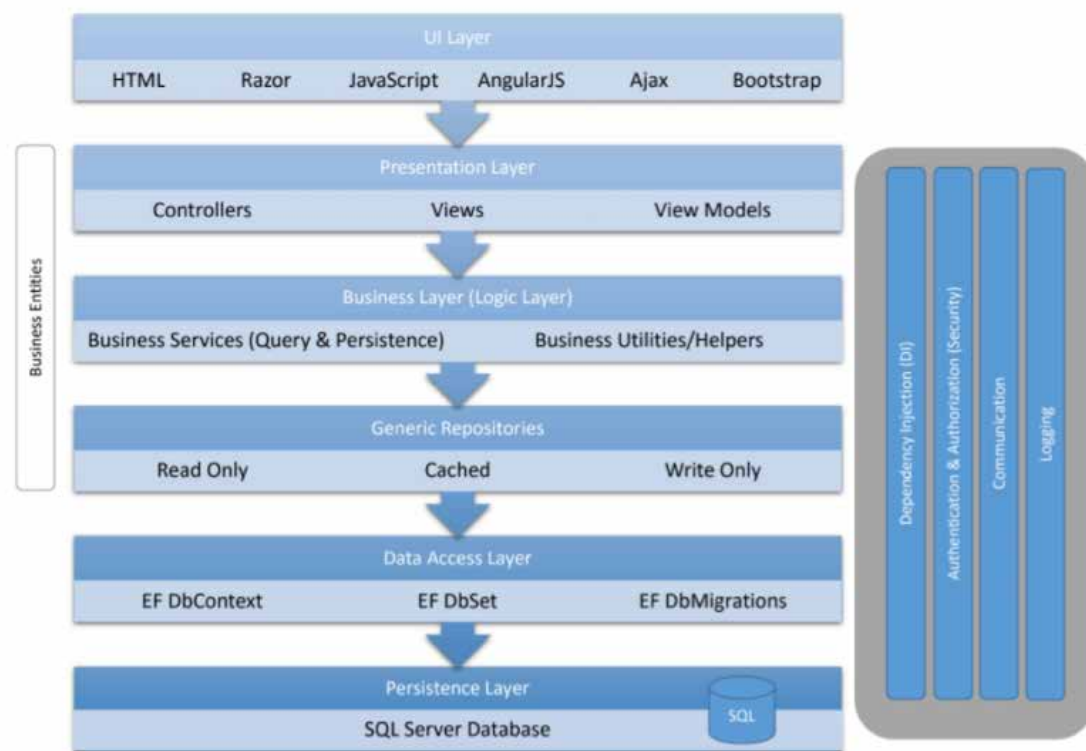 UI Layer
HTML Razor JavaScript AngularJS Ajax Bootstrap
Presentation Layer
Controllers Views View Models
Business Layer (Logic Layer)
Business Services (Query & Persistence) Business Utilities/Helpers
Generic Repositories
Read Only Cached Write Only
Data Access Layer
EF DbContext EF DbSet EF DbMigrations
Persistence Layer
SQL Server Database
SQL
Business Entities
Dependency Injection (DI)
Authentication & Authorization (Security)
Communication
Logging